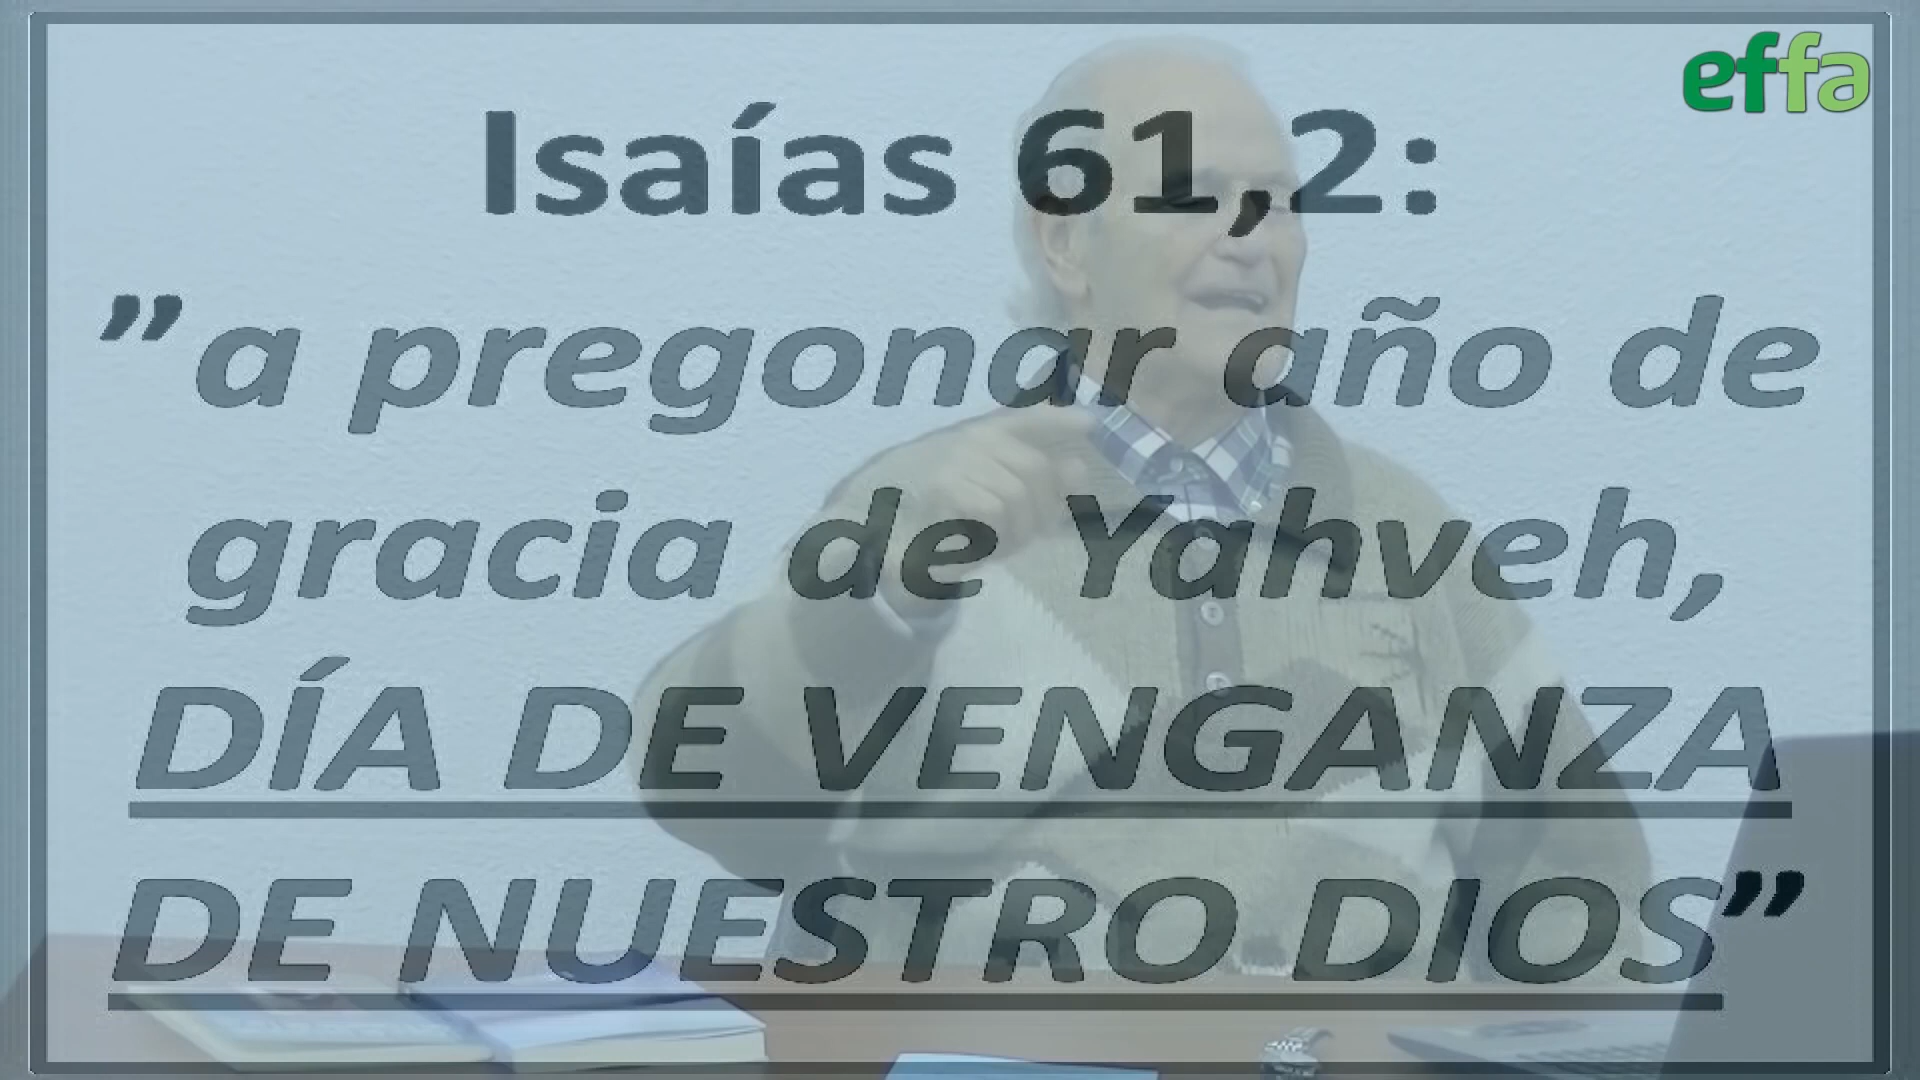 effa
Isaías 61,2:
”a pregonar año de
gracia de Yahveh,
DÍA DE VENGANZA
DE NUESTRO DIOS”